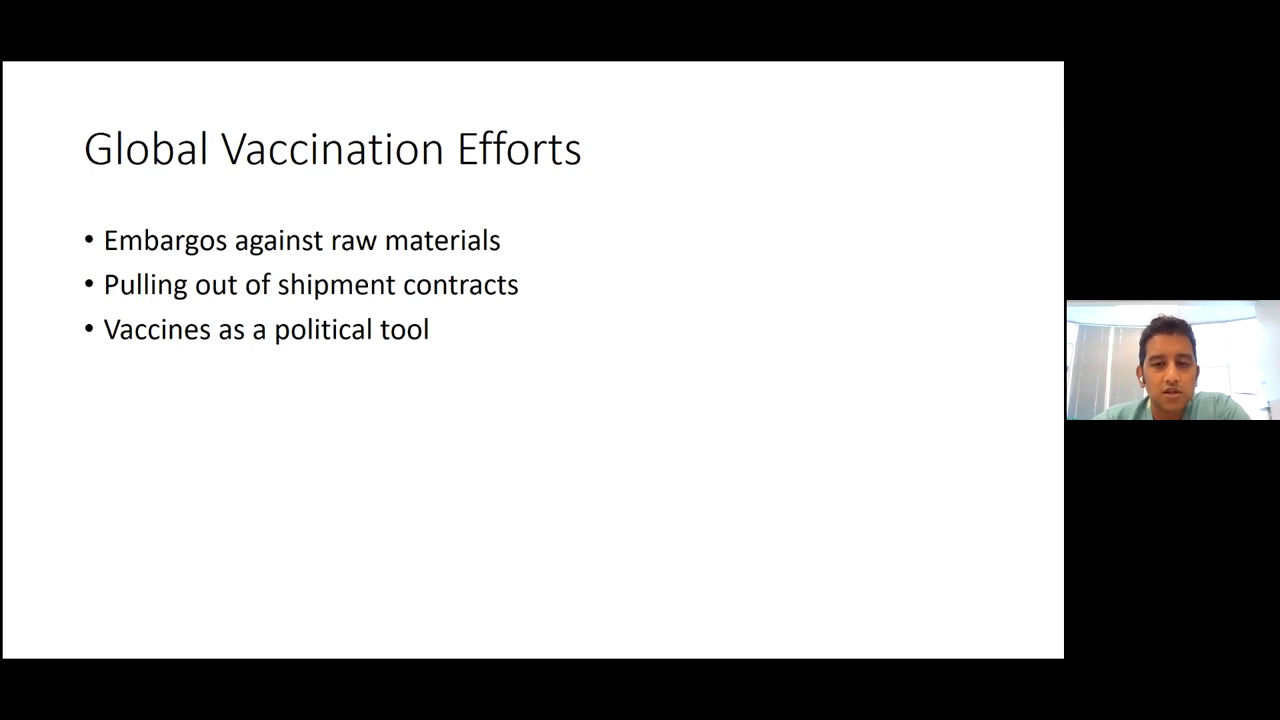 Global Vaccination Efforts
• Embargos against raw materials
• Pulling out of shipment contracts
• Vaccines as a political tool